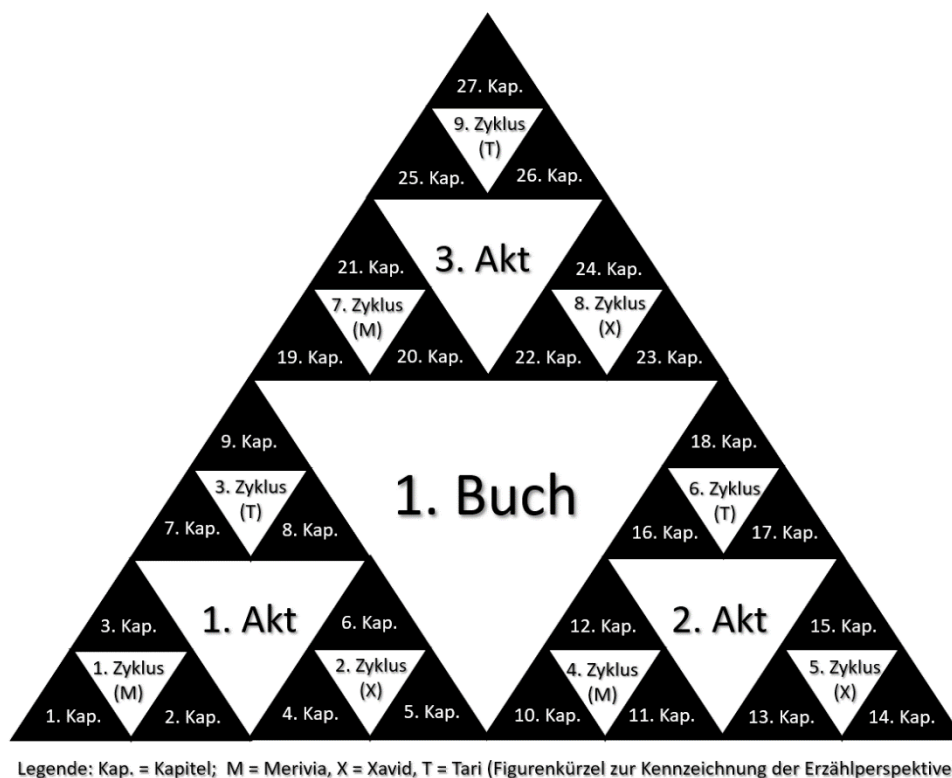 27. Kap.
9. Zyklus
(T)
25. Kap.
26. Kap.
3. Akt
21. Kap.
24. Kap.
7. Zyklus
(M)
8. Zyklus
(X)
19. Kap.
20. Kap.
22. Kap.
23. Kap.
9. Kap.
18. Kap.
1. Buch
3. Zyklus
(T)
6. Zyklus
(T)
7. Kap.
8. Kap.
16. Kap.
17. Kap.
1. Akt
2. Akt
3. Kap.
6. Kap.
12. Kap.
15. Kap.
1. Zyklus
(M)
2. Zyklus
(X)
4. Zyklus
(M)
5. Zyklus
(X)
1. Kap.
2. Kap.
4. Kap.
5. Kap.
10. Kap.
11. Kap.
13. Kap.
14. Kap.
Legende: Kap. = Kapitel; M = Merivia, X = Xavid, T = Tari (Figurenkürzel zur Kennzeichnung der Erzählperspektive